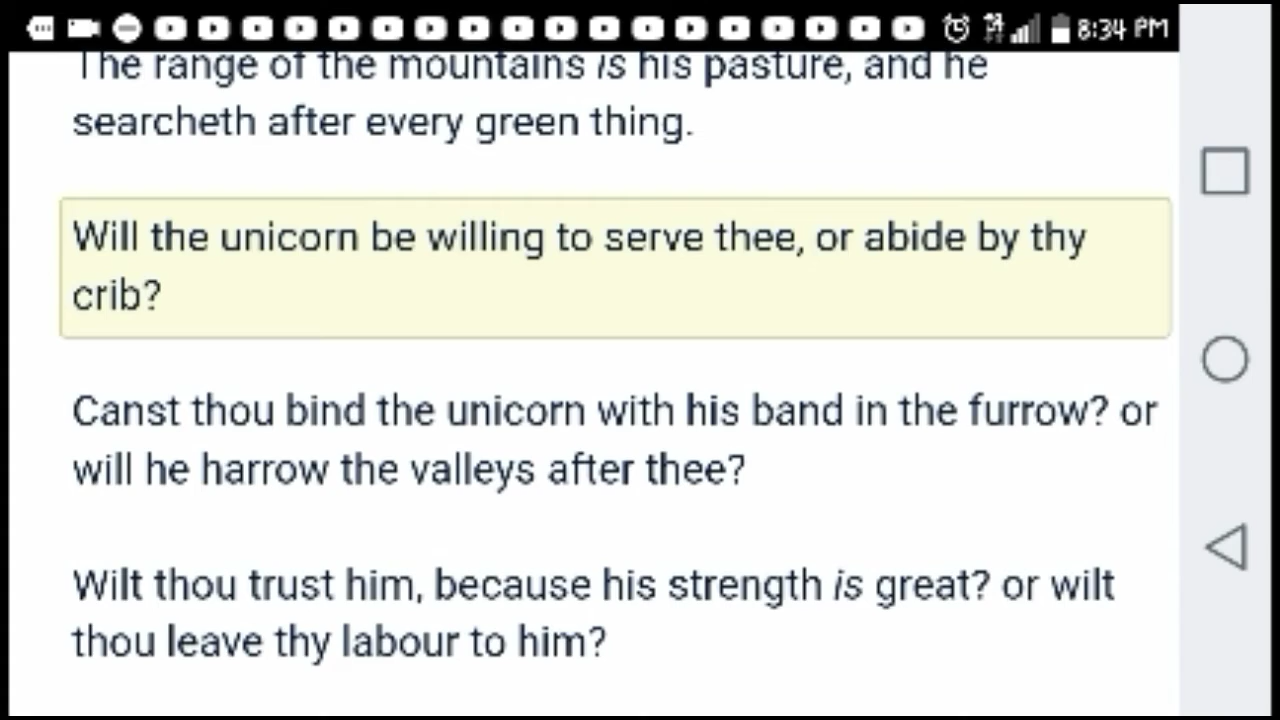 8:34 PM
The range of the mountains is his pasture, and he
searcheth after every green thing.
Will the unicorn be willing to serve thee, or abide by thy
crib?
Canst thou bind the unicorn with his band in the furrow? or
will he harrow the valleys after thee?
Wilt thou trust him, because his strength is great? or wilt
thou leave thy labour to him?